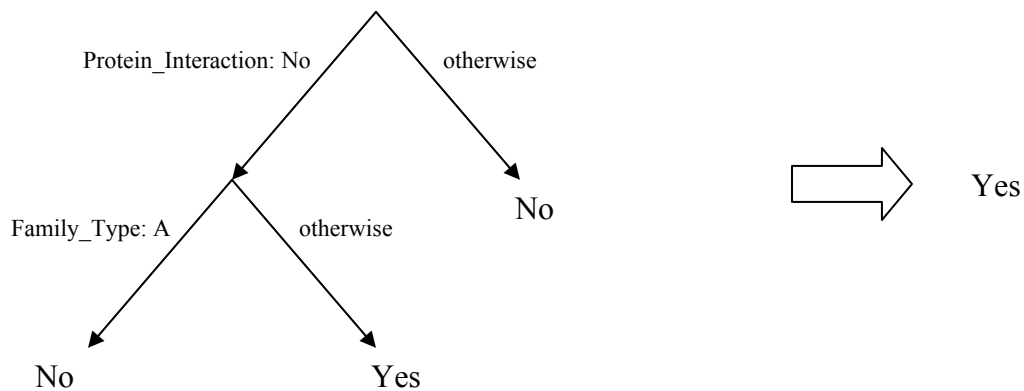 Protein_Interaction: No
otherwise
No
Yes
Family_Type: A
otherwise
No
Yes